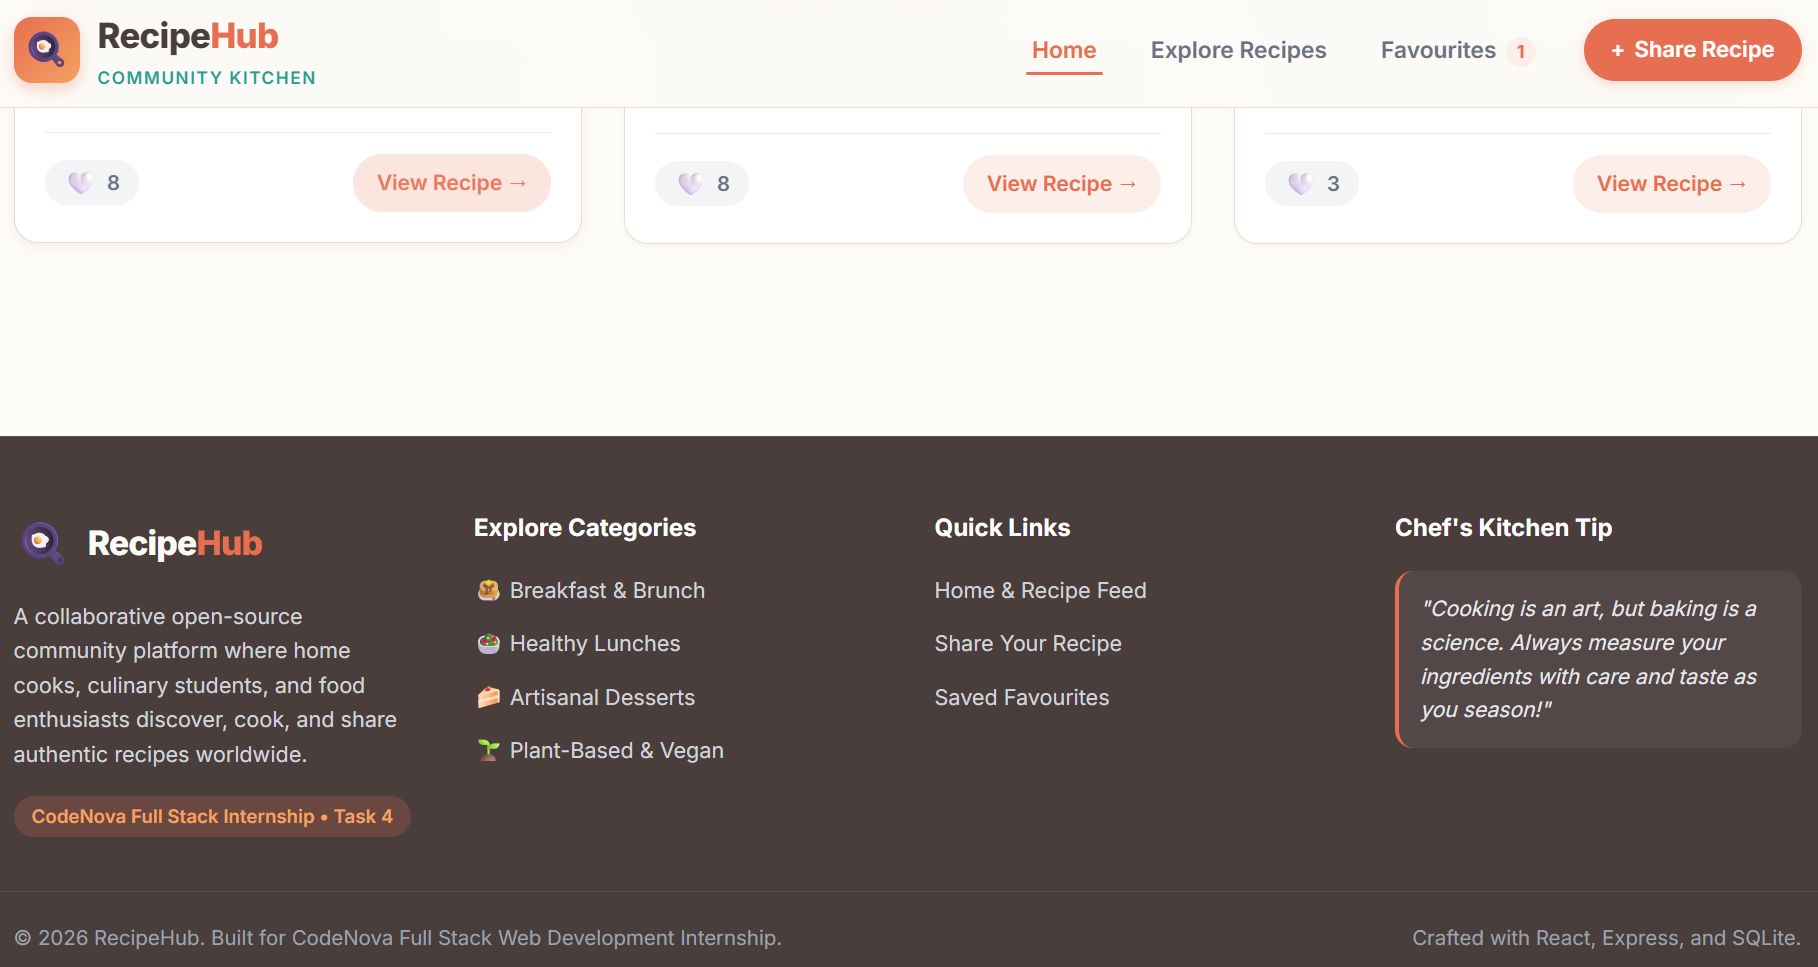 RecipeHub
COMMUNITY KITCHEN
Home
Explore Recipes
Favourites 1
+ Share Recipe
8
View Recipe →
8
View Recipe →
3
View Recipe →
RecipeHub
A collaborative open-source
community platform where home
cooks, culinary students, and food
enthusiasts discover, cook, and share
authentic recipes worldwide.
CodeNova Full Stack Internship • Task 4
Explore Categories
Breakfast & Brunch
Healthy Lunches
Artisanal Desserts
Plant-Based & Vegan
Quick Links
Home & Recipe Feed
Share Your Recipe
Saved Favourites
Chef's Kitchen Tip
"Cooking is an art, but baking is a
science. Always measure your
ingredients with care and taste as
you season!"
© 2026 RecipeHub. Built for CodeNova Full Stack Web Development Internship.
Crafted with React, Express, and SQLite.